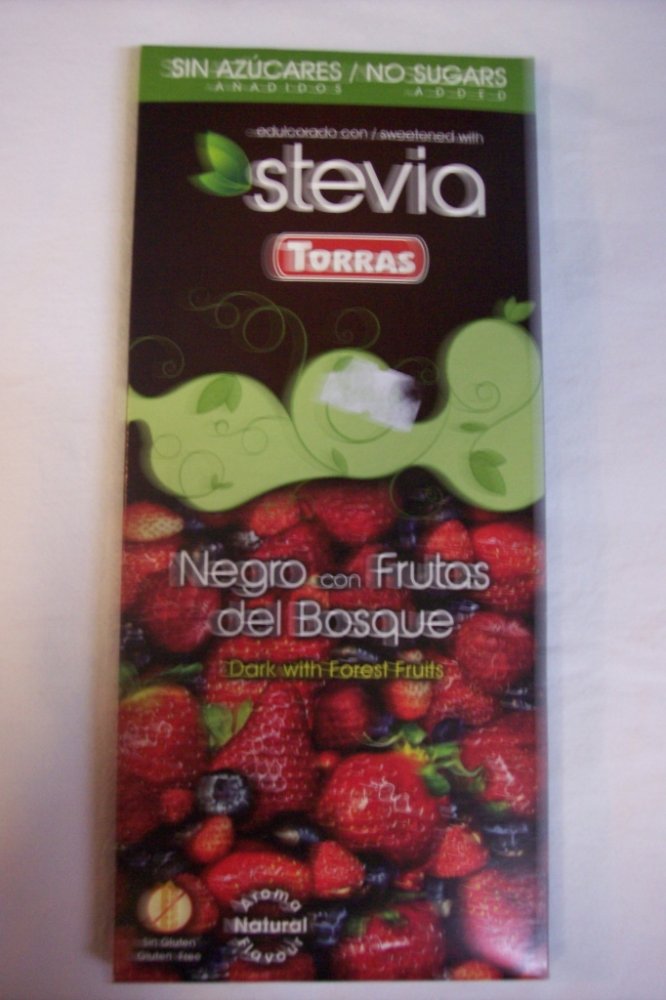 SIN AZÚCARES / NO SUGARS
AÑADIDOS ADDED
edulcorado con / sweetened with
stevia
TORRAS
Negro con Frutas
del Bosque
Dark with Forest Fruits
Aroma
Natural
Flavour
Sin Gluten
Gluten Free